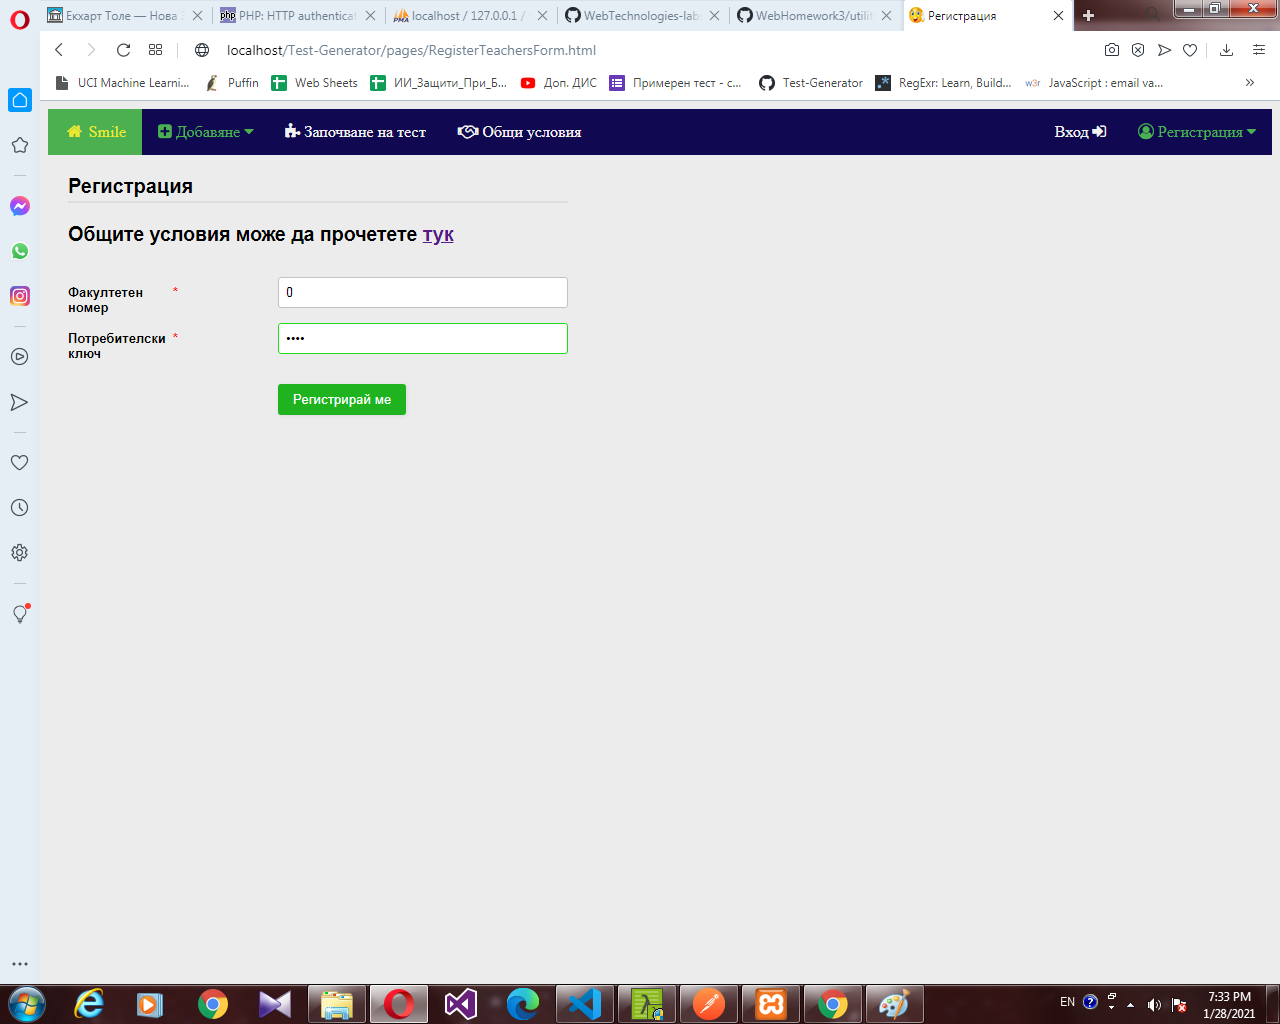 Екхарт Толе — Нова З
PHP: HTTP authenticat
localhost / 127.0.0.1 /
WebTechnologies-lab
WebHomework3/utilit
Регистрация
localhost/Test-Generator/pages/RegisterTeachersForm.html
UCI Machine Learni...
Puffin
Web Sheets
ИИ_Защити_При_Б...
Доп. ДИС
Примерен тест - с...
Test-Generator
RegExr: Learn, Build...
w3r JavaScript : email va...
»
Smile
Добавяне
Започване на тест
Общи условия
Вход
Регистрация
Регистрация
Общите условия може да прочетете тук
Факултетен *
номер
0
Потребителски *
ключ
••••
Регистрирай ме
EN
7:33 PM
1/28/2021